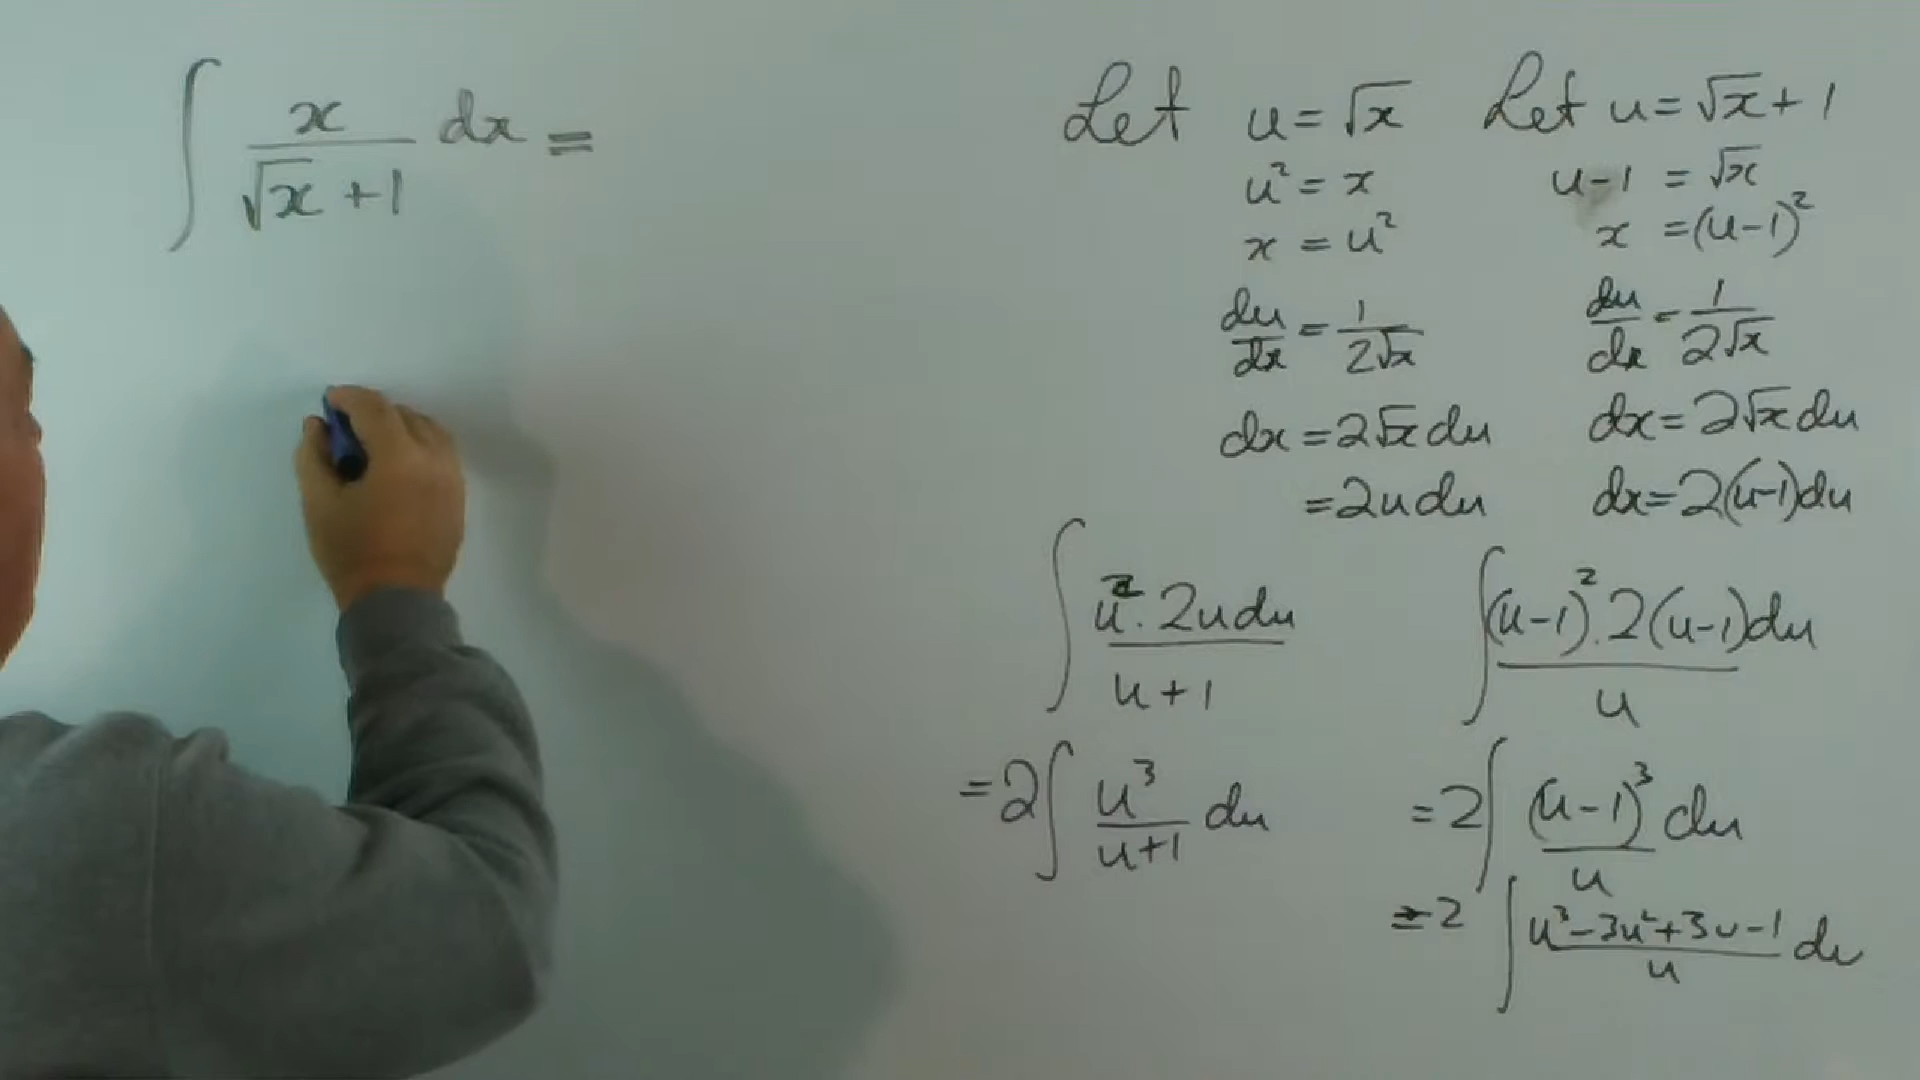 ∫ x/(√x + 1) dx =
Let u = √x
u² = x
x = u²
du/dx = 1/(2√x)
dx = 2√x du
= 2u du
∫ (u² · 2u du)/(u + 1)
= 2∫ u³/(u+1) du
Let u = √x + 1
u - 1 = √x
x = (u-1)²
du/dx = 1/(2√x)
dx = 2√x du
dx = 2(u-1)du
∫ ((u-1)² · 2(u-1)du)/u
= 2∫ (u-1)³/u du
= 2∫ (u³ - 3u² + 3u - 1)/u du